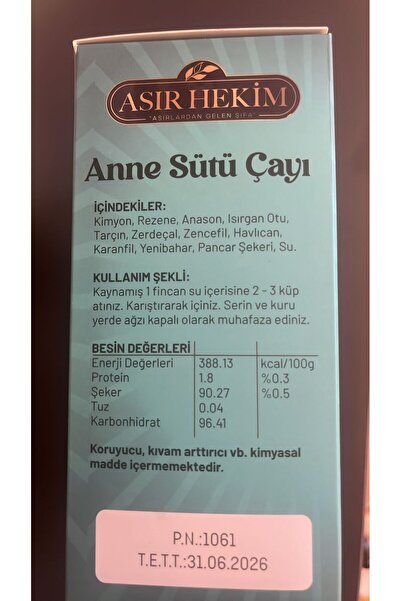 ASIR HEKİM
"ASIRLARDAN GELEN ŞİFA"
Anne Sütü Çayı
İÇİNDEKİLER:
Kimyon, Rezene, Anason, Isırgan Otu,
Tarçın, Zerdeçal, Zencefil, Havlıcan,
Karanfil, Yenibahar, Pancar Şekeri, Su.
KULLANIM ŞEKLİ:
Kaynamış 1 fincan su içerisine 2 - 3 küp
atınız. Karıştırarak içiniz. Serin ve kuru
yerde ağzı kapalı olarak muhafaza ediniz.
BESİN DEĞERLERİ
Enerji Değerleri 388.13 kcal/100g
Protein 1.8 %0.3
Şeker 90.27 %0.5
Tuz 0.04
Karbonhidrat 96.41
Koruyucu, kıvam arttırıcı vb. kimyasal
madde içermemektedir.
P.N.:1061
T.E.T.T.:31.06.2026